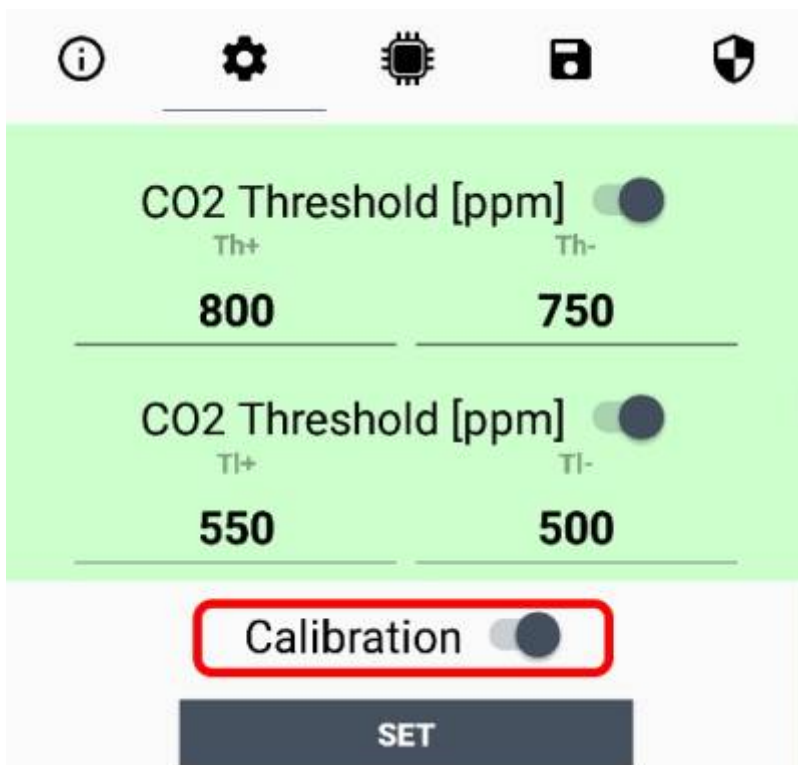 CO2 Threshold [ppm]
Th+ Th-
800 750
CO2 Threshold [ppm]
Tl+ Tl-
550 500
Calibration
SET